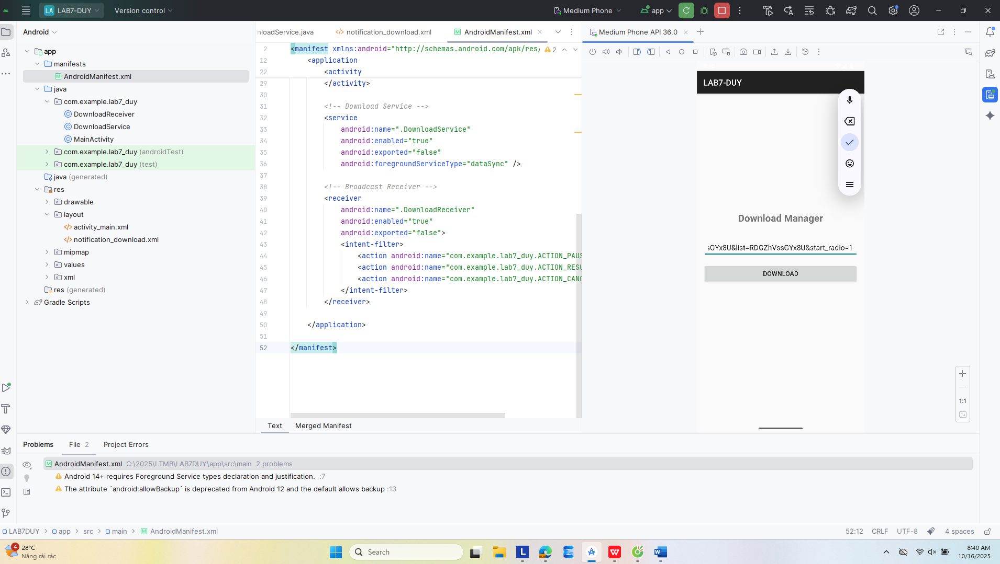 LA LAB7-DUY
Version control
Medium Phone
app
Android
nloadService.java
notification_download.xml
AndroidManifest.xml
Medium Phone API 36.0
app
manifests
AndroidManifest.xml
java
com.example.lab7_duy
DownloadReceiver
DownloadService
MainActivity
com.example.lab7_duy (androidTest)
com.example.lab7_duy (test)
java (generated)
res
drawable
layout
activity_main.xml
notification_download.xml
mipmap
values
xml
res (generated)
Gradle Scripts
2 <manifest xmlns:android="http://schemas.android.com/apk/res/ 2
12 <application
22 <activity
29 </activity>
30
31 <!-- Download Service -->
32 <service
33 android:name=".DownloadService"
34 android:enabled="true"
35 android:exported="false"
36 android:foregroundServiceType="dataSync" />
37
38 <!-- Broadcast Receiver -->
39 <receiver
40 android:name=".DownloadReceiver"
41 android:enabled="true"
42 android:exported="false">
43 <intent-filter>
44 <action android:name="com.example.lab7_duy.ACTION_PAUS
45 <action android:name="com.example.lab7_duy.ACTION_RESU
46 <action android:name="com.example.lab7_duy.ACTION_CANC
47 </intent-filter>
48 </receiver>
49
50 </application>
51
52 </manifest>
Text
Merged Manifest
LAB7-DUY
Download Manager
sGYx8U&list=RDGZhVssGYx8U&start_radio=1
DOWNLOAD
1:1
Problems
File 2
Project Errors
AndroidManifest.xml C:\2025\LTMB\LAB7DUY\app\src\main 2 problems
Android 14+ requires Foreground Service types declaration and justification. :7
The attribute `android:allowBackup` is deprecated from Android 12 and the default allows backup :13
LAB7DUY > app > src > main > AndroidManifest.xml
52:12 CRLF UTF-8 4 spaces
4
28°C
Nắng rải rác
Search
8:40 AM
10/16/2025